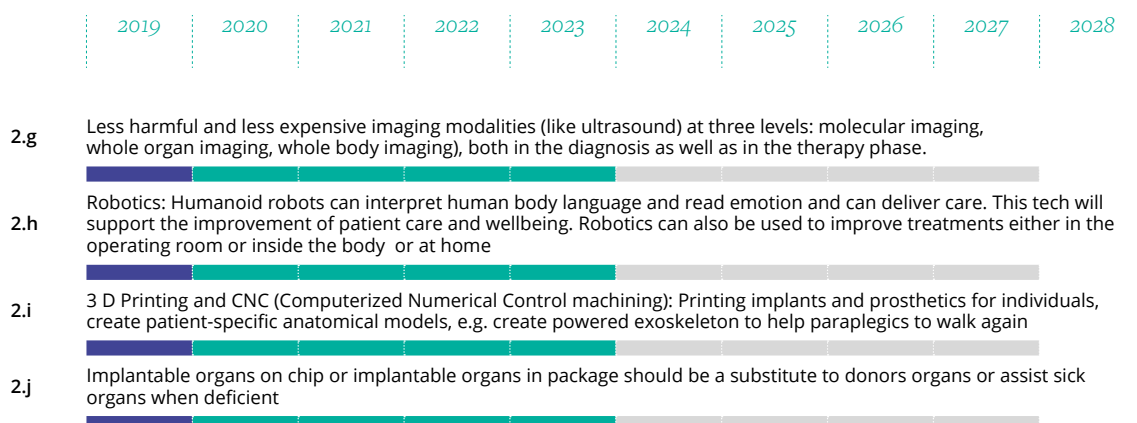 2019 2020 2021 2022 2023 2024 2025 2026 2027 2028
2.g
Less harmful and less expensive imaging modalities (like ultrasound) at three levels: molecular imaging,
whole organ imaging, whole body imaging), both in the diagnosis as well as in the therapy phase.
2.h
Robotics: Humanoid robots can interpret human body language and read emotion and can deliver care. This tech will
support the improvement of patient care and wellbeing. Robotics can also be used to improve treatments either in the
operating room or inside the body or at home
2.i
3 D Printing and CNC (Computerized Numerical Control machining): Printing implants and prosthetics for individuals,
create patient-specific anatomical models, e.g. create powered exoskeleton to help paraplegics to walk again
2.j
Implantable organs on chip or implantable organs in package should be a substitute to donors organs or assist sick
organs when deficient